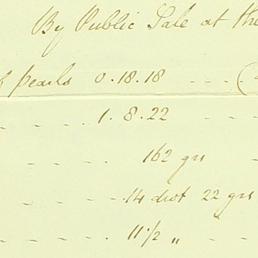 By Public Sale at the
of pearls 0.18.18 - - - (
- - - 1.8.22 - - -
- - - 162 grs -
- - - 14 dwt 22 grs
- - - 11 1/2 " -